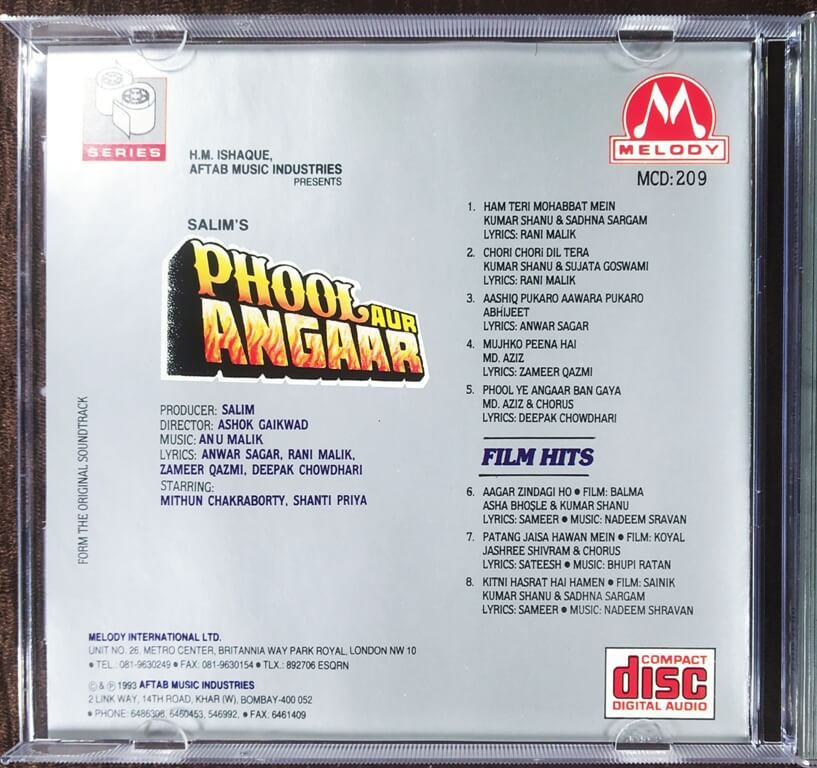 SERIES
H.M. ISHAQUE,
AFTAB MUSIC INDUSTRIES
PRESENTS
SALIM'S
PHOOL AUR
ANGAAR
PRODUCER: SALIM
DIRECTOR: ASHOK GAIKWAD
MUSIC: ANU MALIK
LYRICS: ANWAR SAGAR, RANI MALIK,
ZAMEER QAZMI, DEEPAK CHOWDHARI
STARRING:
MITHUN CHAKRABORTY, SHANTI PRIYA
FORM THE ORIGINAL SOUNDTRACK
MELODY
MCD:209
1. HAM TERI MOHABBAT MEIN
KUMAR SHANU & SADHNA SARGAM
LYRICS: RANI MALIK
2. CHORI CHORi DIL TERA
KUMAR SHANU & SUJATA GOSWAMI
LYRICS: RANI MALIK
3. AASHIQ PUKARO AAWARA PUKARO
ABHIJEET
LYRICS: ANWAR SAGAR
4. MUJHKO PEENA HAI
MD. AZIZ
LYRICS: ZAMEER QAZMI
5. PHOOL YE ANGAAR BAN GAYA
MD. AZIZ & CHORUS
LYRICS: DEEPAK CHOWDHARI
FILM HITS
6. AAGAR ZINDAGI HO ● FILM: BALMA
ASHA BHOSLE & KUMAR SHANU
LYRICS: SAMEER ● MUSIC: NADEEM SRAVAN
7. PATANG JAISA HAWAN MEIN ● FILM: KOYAL
JASHREE SHIVRAM & CHORUS
LYRICS: SATEESH ● MUSIC: BHUPI RATAN
8. KITNI HASRAT HAI HAMEN ● FILM: SAINIK
KUMAR SHANU & SADHNA SARGAM
LYRICS: SAMEER ● MUSIC: NADEEM SHRAVAN
MELODY INTERNATIONAL LTD.
UNIT NO. 26, METRO CENTER, BRITANNIA WAY PARK ROYAL, LONDON NW 10
● TEL.: 081-9630249 ● FAX: 081-9630154 ● TLX.: 892706 ESQRN
© & ℗ 1993 AFTAB MUSIC INDUSTRIES
2 LINK WAY, 14TH ROAD, KHAR (W), BOMBAY-400 052
● PHONE: 6486308, 6460453, 546992, ● FAX. 6461409
COMPACT
disc
DIGITAL AUDIO